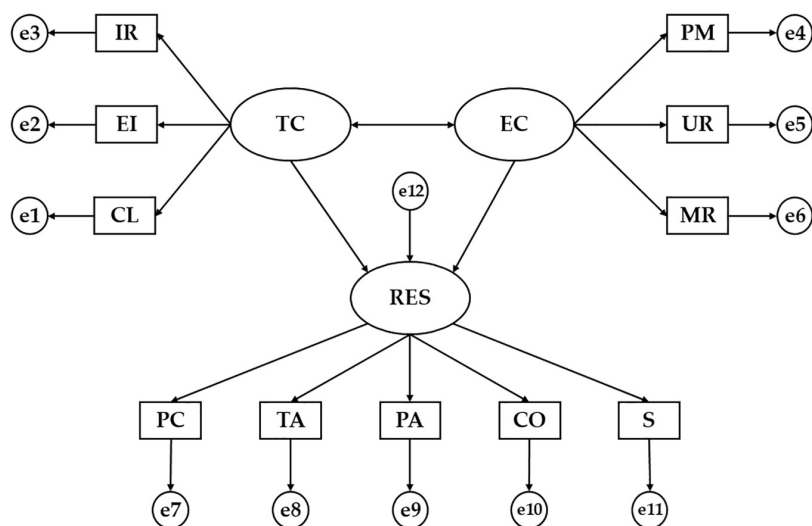 e3 IR PM e4
e2 EI TC EC UR e5
e12
e1 CL MR e6
RES
PC TA PA CO S
e7 e8 e9 e10 e11